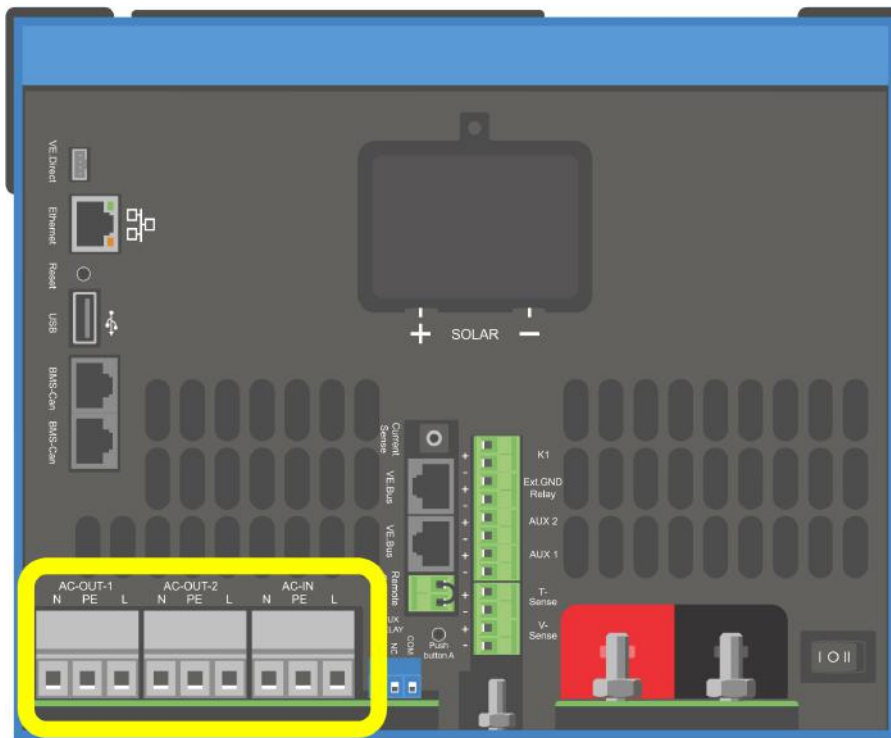 VE.Direct
Ethernet
Reset
USB
BMS-Can
BMS-Can
+ SOLAR −
Current
Sense
VE.Bus
VE.Bus
Remote
+
-
+
-
+
-
+
-
+
-
+
-
K1
Ext.GND
Relay
AUX 2
AUX 1
T-
Sense
V-
Sense
AC-OUT-1
N PE L
AC-OUT-2
N PE L
AC-IN
N PE L
NC
COM
Push
button A
I O II